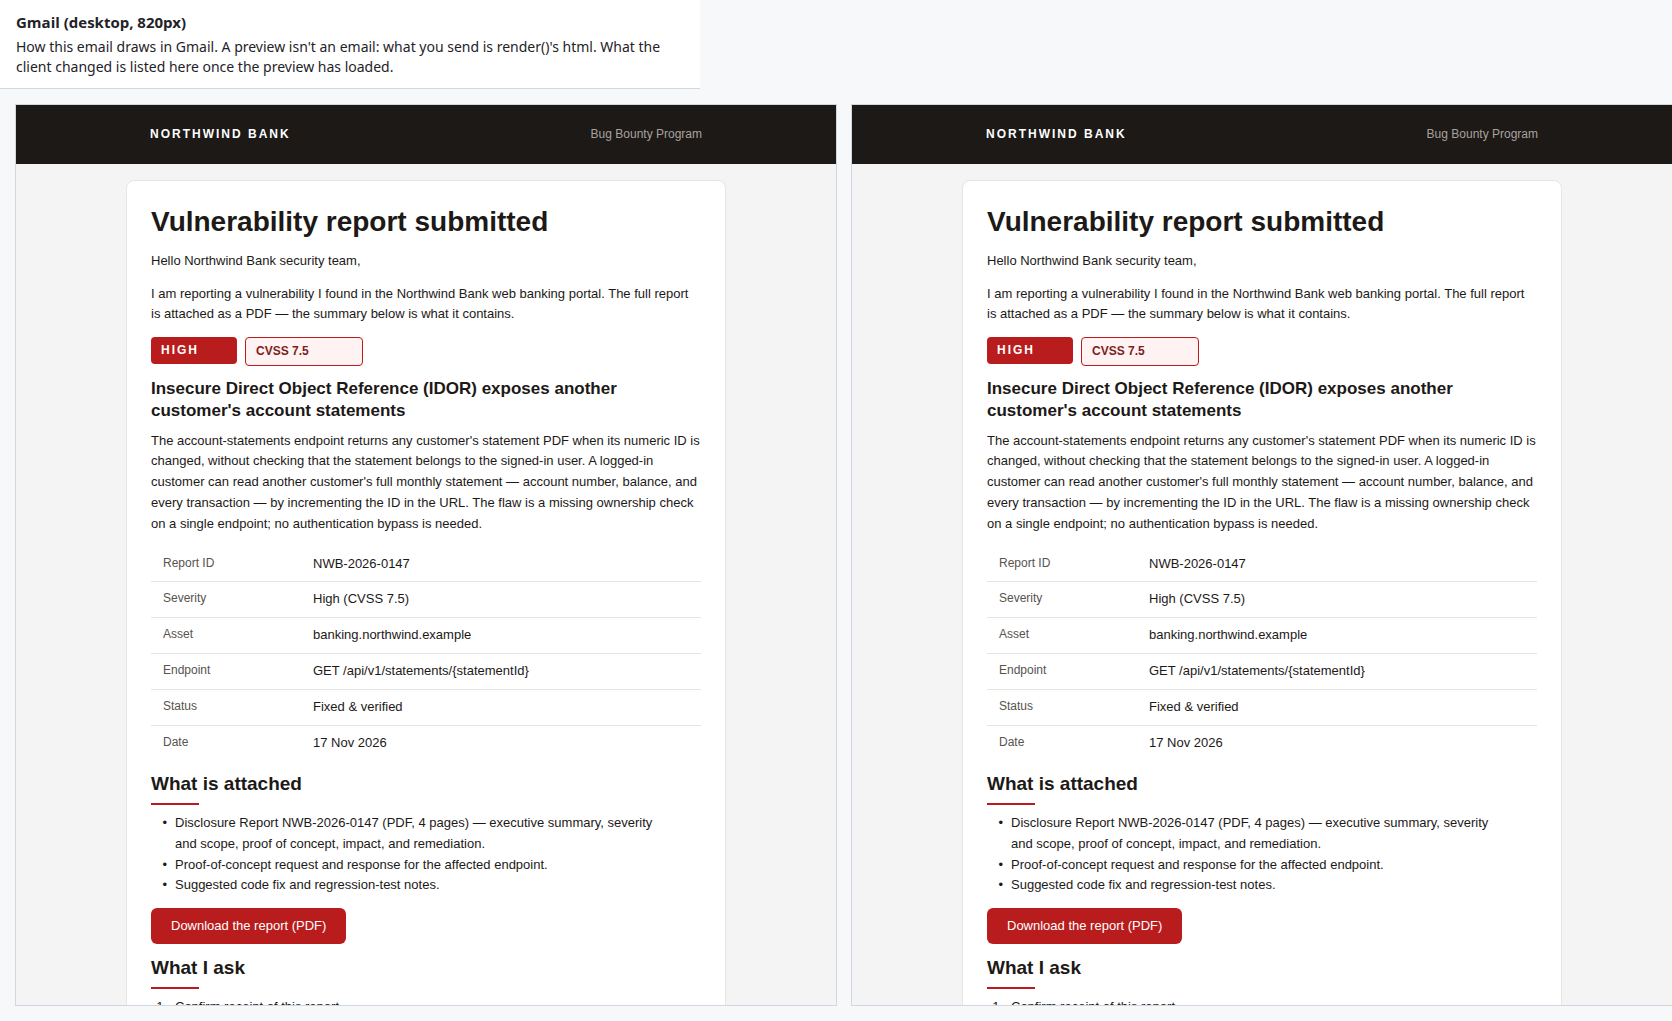 Gmail (desktop, 820px)
How this email draws in Gmail. A preview isn't an email: what you send is render()'s html. What the
client changed is listed here once the preview has loaded.
NORTHWIND BANK
Bug Bounty Program
Vulnerability report submitted
Hello Northwind Bank security team,
I am reporting a vulnerability I found in the Northwind Bank web banking portal. The full report
is attached as a PDF — the summary below is what it contains.
HIGH
CVSS 7.5
Insecure Direct Object Reference (IDOR) exposes another
customer's account statements
The account-statements endpoint returns any customer's statement PDF when its numeric ID is
changed, without checking that the statement belongs to the signed-in user. A logged-in
customer can read another customer's full monthly statement — account number, balance, and
every transaction — by incrementing the ID in the URL. The flaw is a missing ownership check
on a single endpoint; no authentication bypass is needed.
Report ID NWB-2026-0147
Severity High (CVSS 7.5)
Asset banking.northwind.example
Endpoint GET /api/v1/statements/{statementId}
Status Fixed & verified
Date 17 Nov 2026
What is attached
• Disclosure Report NWB-2026-0147 (PDF, 4 pages) — executive summary, severity
and scope, proof of concept, impact, and remediation.
• Proof-of-concept request and response for the affected endpoint.
• Suggested code fix and regression-test notes.
Download the report (PDF)
What I ask
1. Confirm receipt of this report
NORTHWIND BANK
Bug Bounty Program
Vulnerability report submitted
Hello Northwind Bank security team,
I am reporting a vulnerability I found in the Northwind Bank web banking portal. The full report
is attached as a PDF — the summary below is what it contains.
HIGH
CVSS 7.5
Insecure Direct Object Reference (IDOR) exposes another
customer's account statements
The account-statements endpoint returns any customer's statement PDF when its numeric ID is
changed, without checking that the statement belongs to the signed-in user. A logged-in
customer can read another customer's full monthly statement — account number, balance, and
every transaction — by incrementing the ID in the URL. The flaw is a missing ownership check
on a single endpoint; no authentication bypass is needed.
Report ID NWB-2026-0147
Severity High (CVSS 7.5)
Asset banking.northwind.example
Endpoint GET /api/v1/statements/{statementId}
Status Fixed & verified
Date 17 Nov 2026
What is attached
• Disclosure Report NWB-2026-0147 (PDF, 4 pages) — executive summary, severity
and scope, proof of concept, impact, and remediation.
• Proof-of-concept request and response for the affected endpoint.
• Suggested code fix and regression-test notes.
Download the report (PDF)
What I ask
1. Confirm receipt of this report